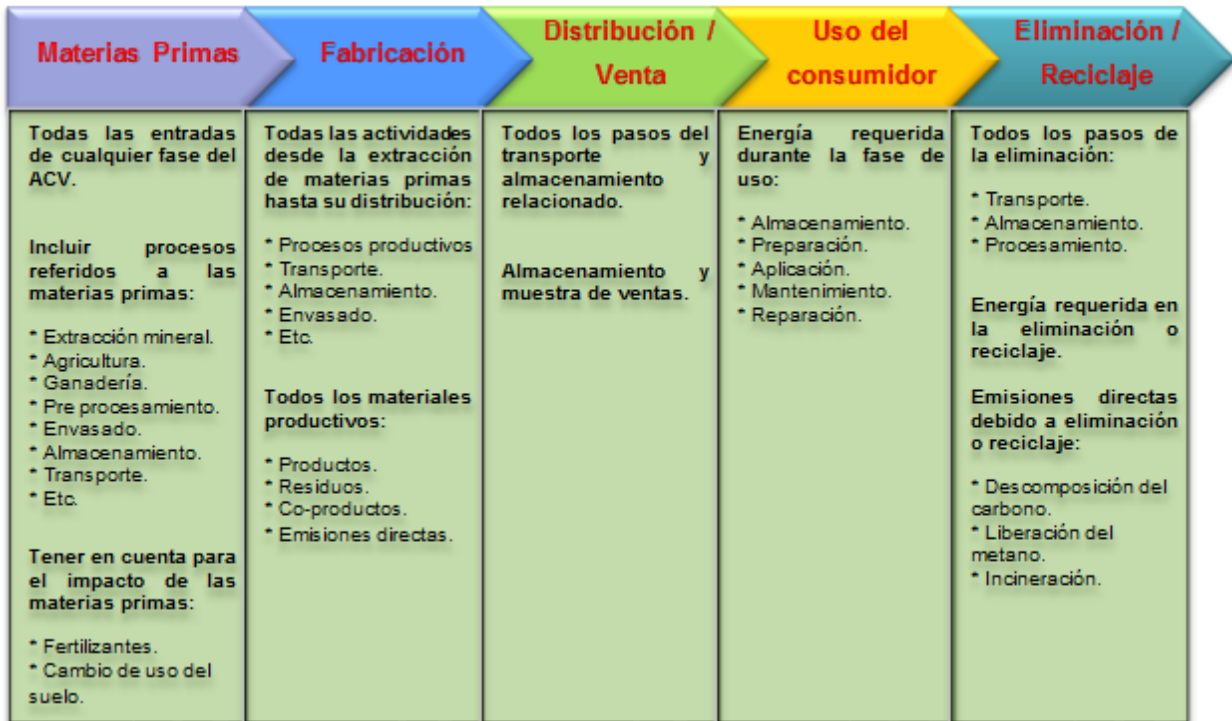 Materias Primas
Fabricación
Distribución /
Venta
Uso del
consumidor
Eliminación /
Reciclaje
Todas las entradas
de cualquier fase del
ACV.
Incluir procesos
referidos a las
materias primas:
* Extracción mineral.
* Agricultura.
* Ganadería.
* Pre procesamiento.
* Envasado.
* Almacenamiento.
* Transporte.
* Etc.
Tener en cuenta para
el impacto de las
materias primas:
* Fertilizantes.
* Cambio de uso del
suelo.
Todas las actividades
desde la extracción
de materias primas
hasta su distribución:
* Procesos productivos
* Transporte.
* Almacenamiento.
* Envasado.
* Etc.
Todos los materiales
productivos:
* Productos.
* Residuos.
* Co-productos.
* Emisiones directas.
Todos los pasos del
transporte y
almacenamiento
relacionado.
Almacenamiento y
muestra de ventas.
Energía requerida
durante la fase de
uso:
* Almacenamiento.
* Preparación.
* Aplicación.
* Mantenimiento.
* Reparación.
Todos los pasos de
la eliminación:
* Transporte.
* Almacenamiento.
* Procesamiento.
Energía requerida en
la eliminación o
reciclaje.
Emisiones directas
debido a eliminación
o reciclaje:
* Descomposición del
carbono.
* Liberación del
metano.
* Incineración.